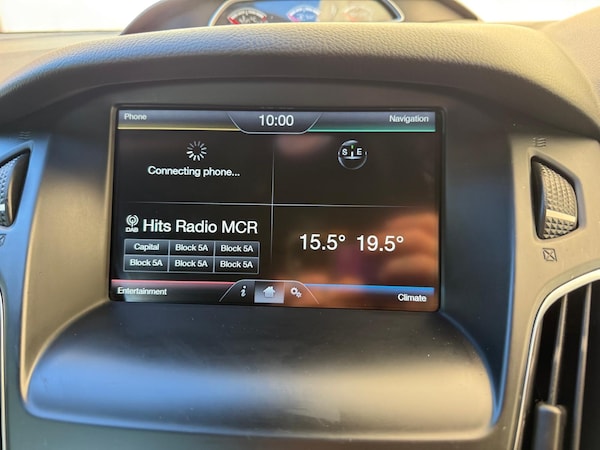 Phone 10:00 Navigation
Connecting phone...
S E
DAB Hits Radio MCR
Capital Block 5A Block 5A
Block 5A Block 5A Block 5A
15.5° 19.5°
Entertainment i Climate